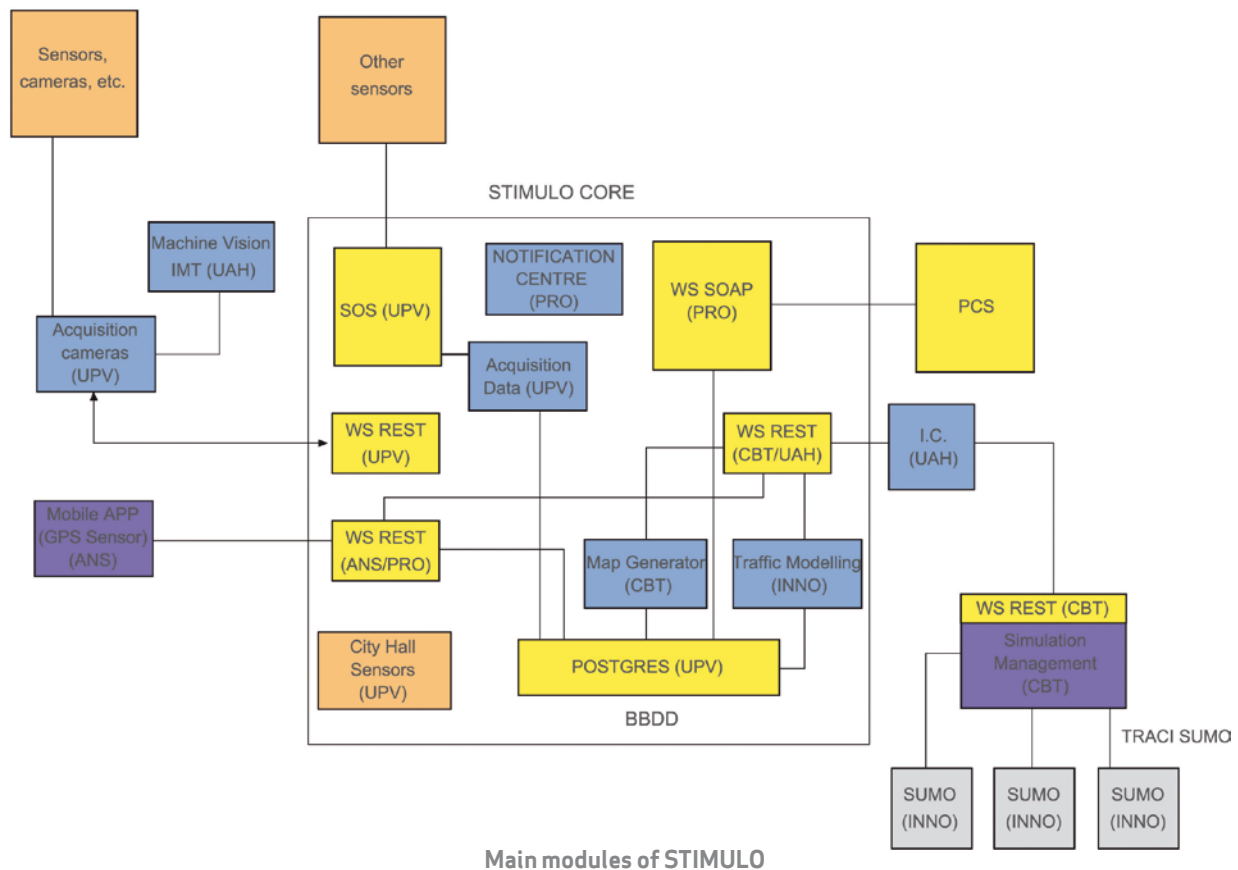 Sensors,
cameras, etc.
Other
sensors
STIMULO CORE
Machine Vision
IMT (UAH)
NOTIFICATION
CENTRE
(PRO)
SOS (UPV)
WS SOAP
(PRO)
PCS
Acquisition
cameras
(UPV)
Acquisition
Data (UPV)
WS REST
(UPV)
WS REST
(CBT/UAH)
I.C.
(UAH)
Mobile APP
(GPS Sensor)
(ANS)
WS REST
(ANS/PRO)
Map Generator
(CBT)
Traffic Modelling
(INNO)
WS REST (CBT)
Simulation
Management
(CBT)
City Hall
Sensors
(UPV)
POSTGRES (UPV)
BBDD
TRACI SUMO
SUMO
(INNO)
SUMO
(INNO)
SUMO
(INNO)
Main modules of STIMULO